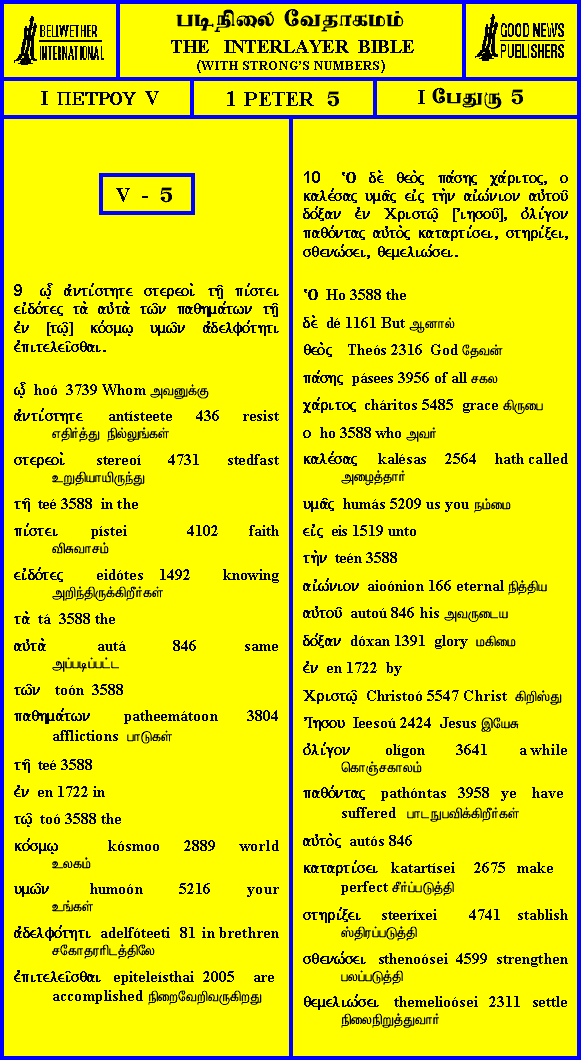 BELLWETHER
INTERNATIONAL
படிநிலை வேதாகமம்
THE INTERLAYER BIBLE
(WITH STRONG'S NUMBERS)
GOOD NEWS
PUBLISHERS
I ΠΕΤΡΟΥ V
1 PETER 5
I பேதுரு 5
V - 5
9 ᾧ ἀντίστητε στερεοὶ τῇ πίστει
εἰδότες τὰ αὐτὰ τῶν παθημάτων τῇ
ἐν [τῷ] κόσμῳ υμῶν ἀδελφότητι
ἐπιτελεῖσθαι.
ᾧ hoó 3739 Whom அவனுக்கு
ἀντίστητε antísteete 436 resist
எதிர்த்து நில்லுங்கள்
στερεοὶ stereoí 4731 stedfast
உறுதியாயிருந்து
τῇ teé 3588 in the
πίστει pístei 4102 faith
விசுவாசம்
εἰδότες eidótes 1492 knowing
அறிந்திருக்கிறீர்கள்
τὰ tá 3588 the
αὐτὰ autá 846 same
அப்படிப்பட்ட
τῶν toón 3588
παθημάτων patheemátoon 3804
afflictions பாடுகள்
τῇ teé 3588
ἐν en 1722 in
τῷ toó 3588 the
κόσμῳ kósmoo 2889 world
உலகம்
υμῶν humoón 5216 your
உங்கள்
ἀδελφότητι adelfóteeti 81 in brethren
சகோதரரிடத்திலே
ἐπιτελεῖσθαι epiteleísthai 2005 are
accomplished நிறைவேறிவருகிறது
10 Ὁ δὲ θεὸς πάσης χάριτος, ο
καλέσας υμᾶς εἰς τὴν αἰώνιον αὐτοῦ
δόξαν ἐν Χριστῷ [Ἰησοῦ], ὀλίγον
παθόντας αὐτὸς καταρτίσει, στηρίξει,
σθενώσει, θεμελιώσει.
Ὁ Ho 3588 the
δὲ dé 1161 But ஆனால்
θεὸς Theós 2316 God தேவன்
πάσης pásees 3956 of all சகல
χάριτος cháritos 5485 grace கிருபை
ο ho 3588 who அவர்
καλέσας kalésas 2564 hath called
அழைத்தார்
υμᾶς humás 5209 us you நம்மை
εἰς eis 1519 unto
τὴν teén 3588
αἰώνιον aioónion 166 eternal நித்திய
αὐτοῦ autoú 846 his அவருடைய
δόξαν dóxan 1391 glory மகிமை
ἐν en 1722 by
Χριστῷ Christoó 5547 Christ கிறிஸ்து
Ἰησου Ieesoú 2424 Jesus இயேசு
ὀλίγον olígon 3641 a while
கொஞ்சகாலம்
παθόντας pathóntas 3958 ye have
suffered பாடநுபவிக்கிறீர்கள்
αὐτὸς autós 846
καταρτίσει katartísei 2675 make
perfect சீர்ப்படுத்தி
στηρίξει steeríxei 4741 stablish
ஸ்திரப்படுத்தி
σθενώσει sthenoósei 4599 strengthen
பலப்படுத்தி
θεμελιώσει themelioósei 2311 settle
நிலைநிறுத்துவார்